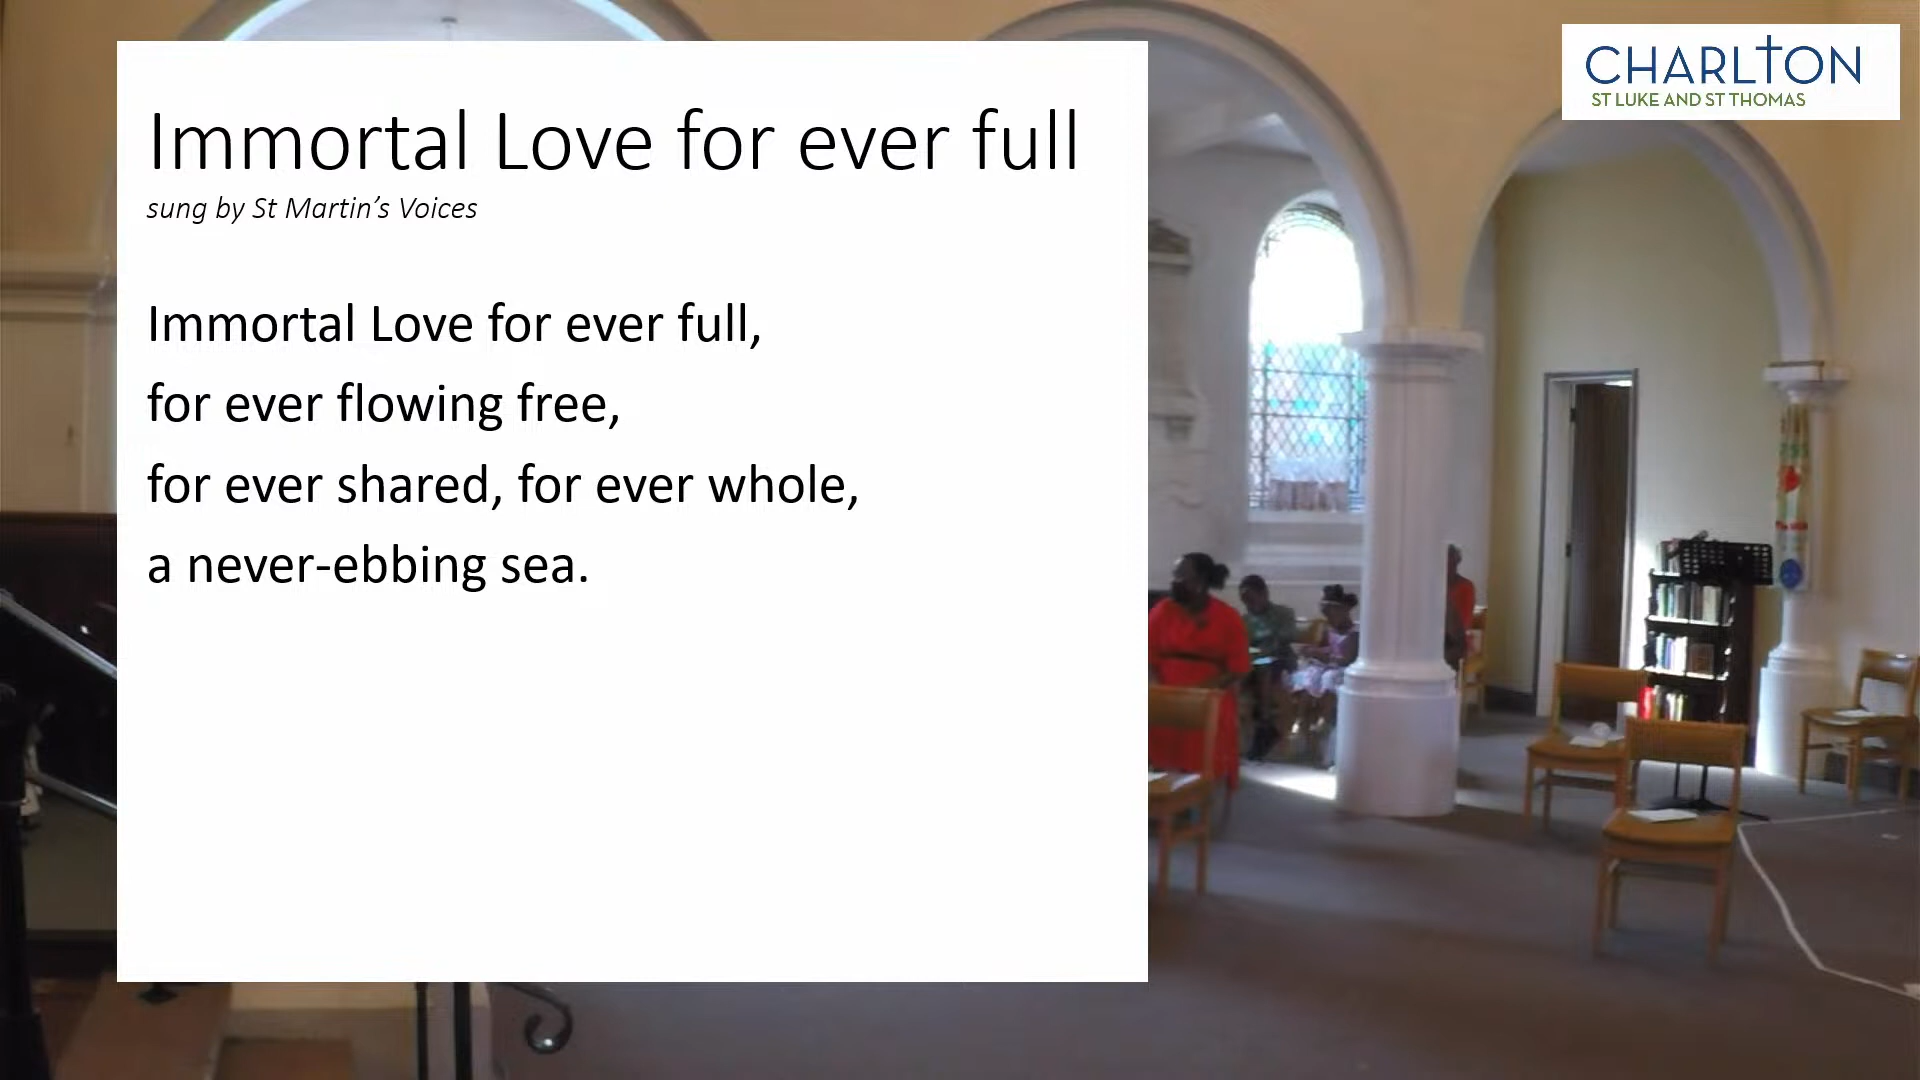 Immortal Love for ever full
sung by St Martin’s Voices
Immortal Love for ever full,
for ever flowing free,
for ever shared, for ever whole,
a never-ebbing sea.
CHARLTON
ST LUKE AND ST THOMAS